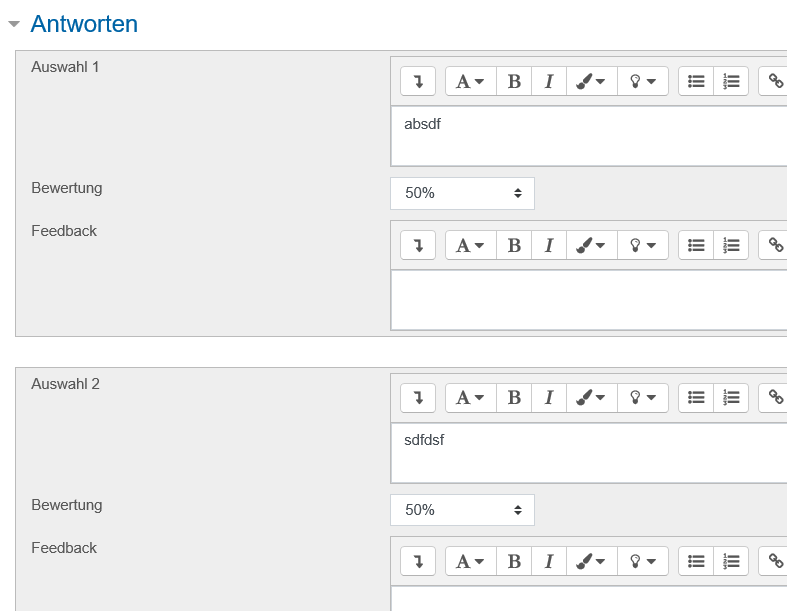 Antworten
Auswahl 1
A B I
absdf
Bewertung
50%
Feedback
A B I
Auswahl 2
A B I
sdfdsf
Bewertung
50%
Feedback
A B I